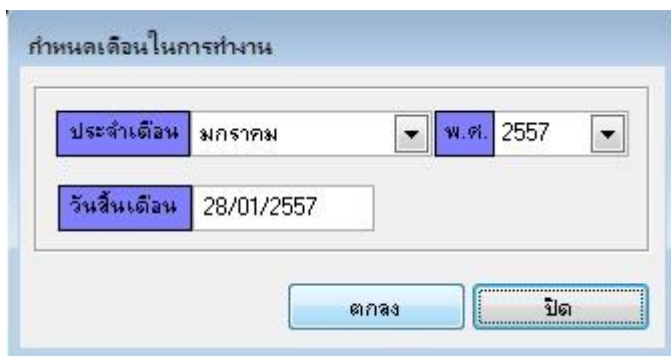 กำหนดเดือนในการทำงาน
ประจำเดือน มกราคม พ.ศ. 2557
วันสิ้นเดือน 28/01/2557
ตกลง ปิด